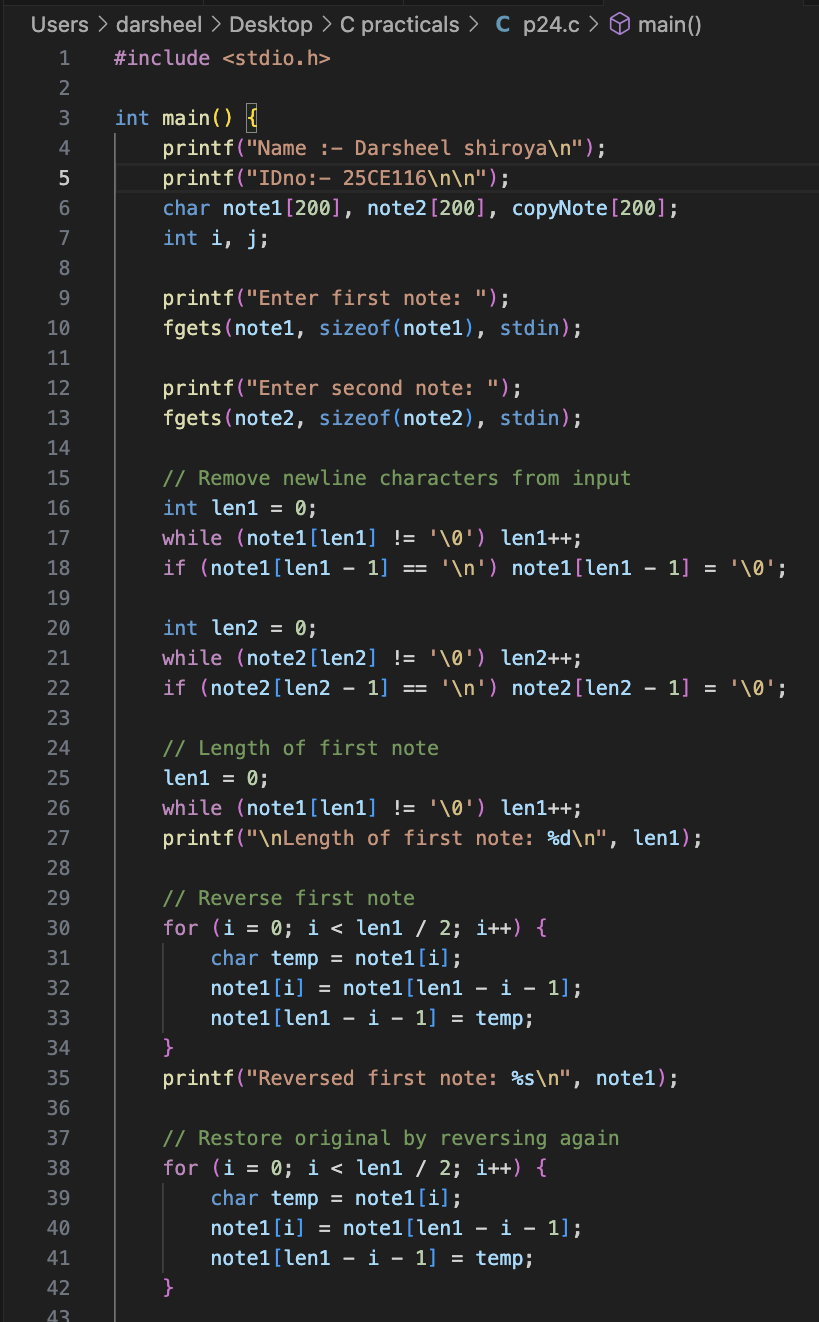 Users > darsheel > Desktop > C practicals > C p24.c > main()
1 #include <stdio.h>
2
3 int main() {
4     printf("Name :- Darsheel shiroya\n");
5     printf("IDno:- 25CE116\n\n");
6     char note1[200], note2[200], copyNote[200];
7     int i, j;
8
9     printf("Enter first note: ");
10     fgets(note1, sizeof(note1), stdin);
11
12     printf("Enter second note: ");
13     fgets(note2, sizeof(note2), stdin);
14
15     // Remove newline characters from input
16     int len1 = 0;
17     while (note1[len1] != '\0') len1++;
18     if (note1[len1 - 1] == '\n') note1[len1 - 1] = '\0';
19
20     int len2 = 0;
21     while (note2[len2] != '\0') len2++;
22     if (note2[len2 - 1] == '\n') note2[len2 - 1] = '\0';
23
24     // Length of first note
25     len1 = 0;
26     while (note1[len1] != '\0') len1++;
27     printf("\nLength of first note: %d\n", len1);
28
29     // Reverse first note
30     for (i = 0; i < len1 / 2; i++) {
31         char temp = note1[i];
32         note1[i] = note1[len1 - i - 1];
33         note1[len1 - i - 1] = temp;
34     }
35     printf("Reversed first note: %s\n", note1);
36
37     // Restore original by reversing again
38     for (i = 0; i < len1 / 2; i++) {
39         char temp = note1[i];
40         note1[i] = note1[len1 - i - 1];
41         note1[len1 - i - 1] = temp;
42     }
43